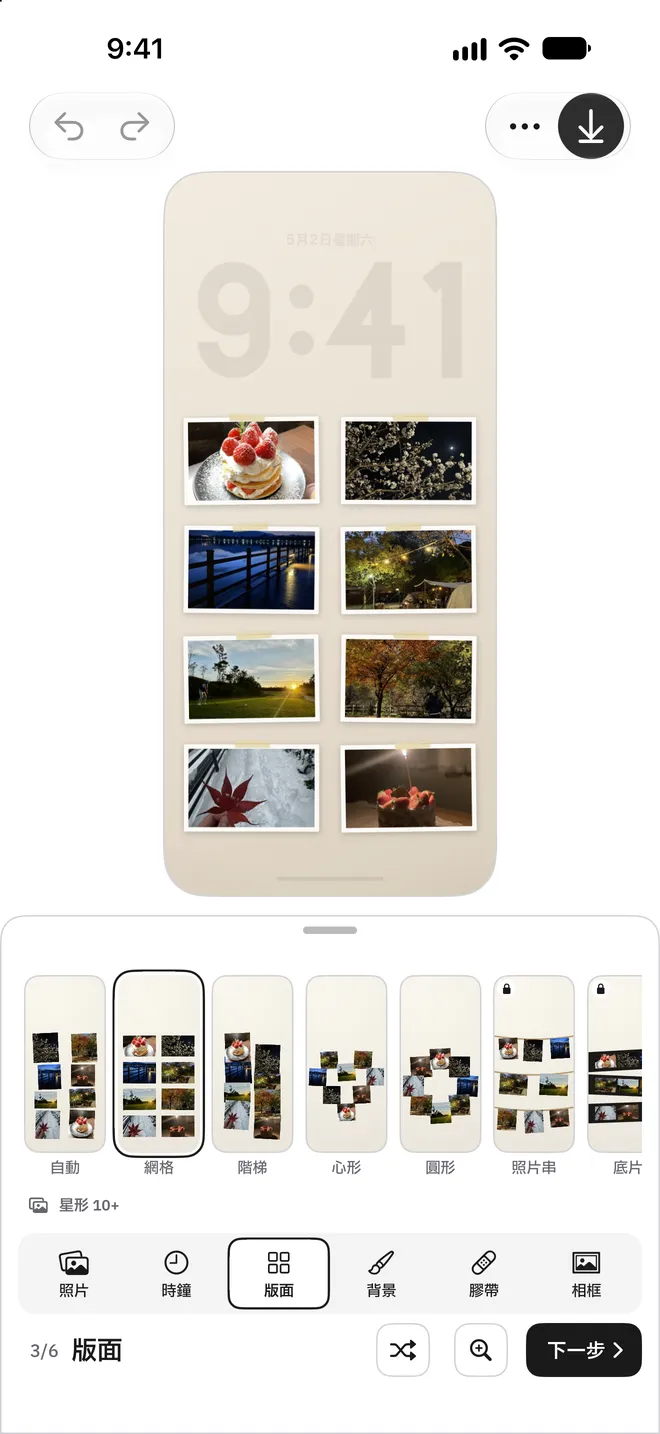 9:41
5月2日星期六
9:41
自動
網格
階梯
心形
圓形
照片串
底片
星形 10+
照片
時鐘
版面
背景
膠帶
相框
3/6 版面
下一步